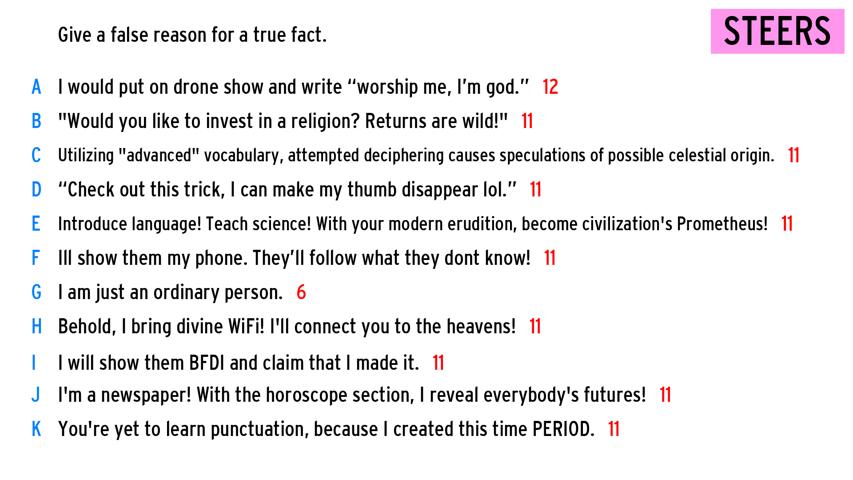 Give a false reason for a true fact.
STEERS
A I would put on drone show and write “worship me, I’m god.” 12
B "Would you like to invest in a religion? Returns are wild!" 11
C Utilizing "advanced" vocabulary, attempted deciphering causes speculations of possible celestial origin. 11
D “Check out this trick, I can make my thumb disappear lol.” 11
E Introduce language! Teach science! With your modern erudition, become civilization's Prometheus! 11
F Ill show them my phone. They’ll follow what they dont know! 11
G I am just an ordinary person. 6
H Behold, I bring divine WiFi! I'll connect you to the heavens! 11
I I will show them BFDI and claim that I made it. 11
J I'm a newspaper! With the horoscope section, I reveal everybody's futures! 11
K You're yet to learn punctuation, because I created this time PERIOD. 11